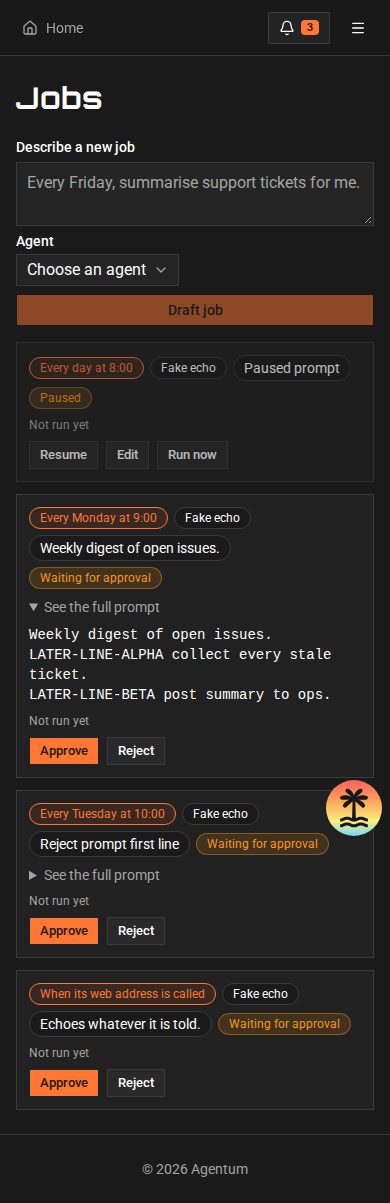 Home
3
Jobs
Describe a new job
Every Friday, summarise support tickets for me.
Agent
Choose an agent
Draft job
Every day at 8:00 Fake echo Paused prompt
Paused
Not run yet
Resume Edit Run now
Every Monday at 9:00 Fake echo
Weekly digest of open issues.
Waiting for approval
See the full prompt
Weekly digest of open issues.
LATER-LINE-ALPHA collect every stale
ticket.
LATER-LINE-BETA post summary to ops.
Not run yet
Approve Reject
Every Tuesday at 10:00 Fake echo
Reject prompt first line Waiting for approval
See the full prompt
Not run yet
Approve Reject
When its web address is called Fake echo
Echoes whatever it is told. Waiting for approval
Not run yet
Approve Reject
© 2026 Agentum